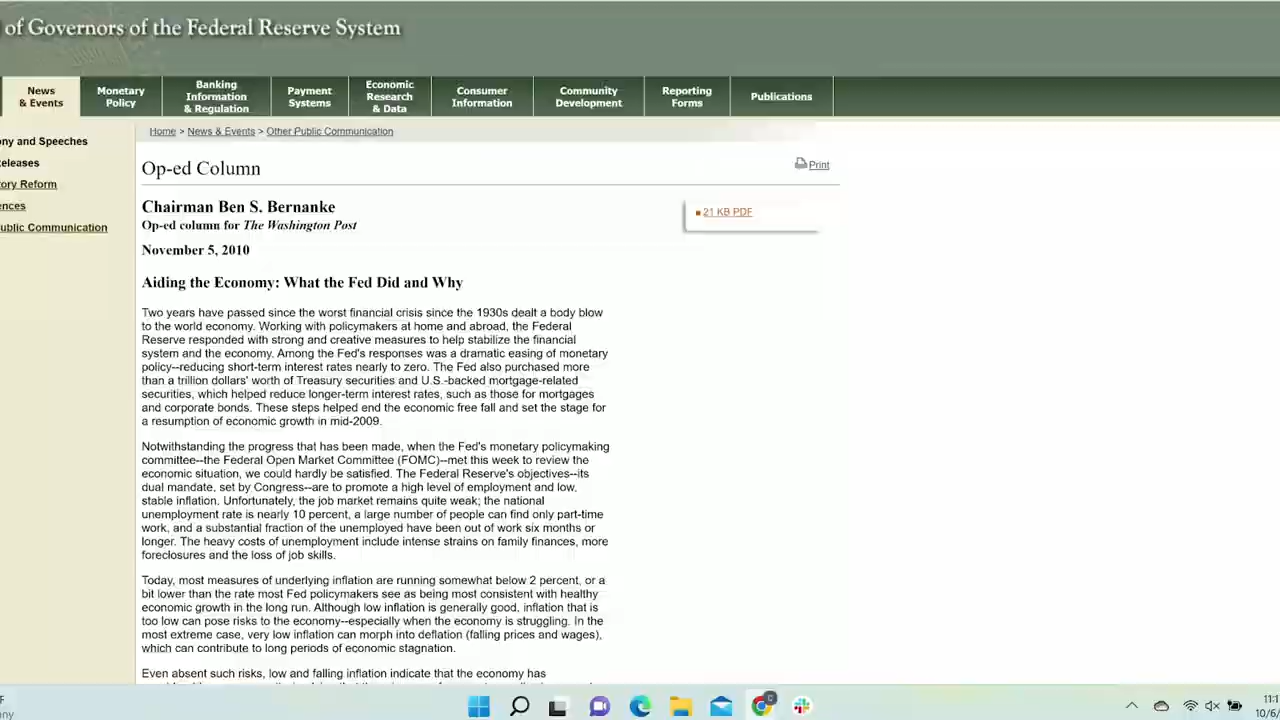 of Governors of the Federal Reserve System
News
& Events
Monetary
Policy
Banking
Information
& Regulation
Payment
Systems
Economic
Research
& Data
Consumer
Information
Community
Development
Reporting
Forms
Publications
ony and Speeches
eleases
ory Reform
ences
ublic Communication
Home > News & Events > Other Public Communication
Op-ed Column
Print
Chairman Ben S. Bernanke
21 KB PDF
Op-ed column for The Washington Post
November 5, 2010
Aiding the Economy: What the Fed Did and Why
Two years have passed since the worst financial crisis since the 1930s dealt a body blow
to the world economy. Working with policymakers at home and abroad, the Federal
Reserve responded with strong and creative measures to help stabilize the financial
system and the economy. Among the Fed's responses was a dramatic easing of monetary
policy--reducing short-term interest rates nearly to zero. The Fed also purchased more
than a trillion dollars' worth of Treasury securities and U.S.-backed mortgage-related
securities, which helped reduce longer-term interest rates, such as those for mortgages
and corporate bonds. These steps helped end the economic free fall and set the stage for
a resumption of economic growth in mid-2009.
Notwithstanding the progress that has been made, when the Fed's monetary policymaking
committee--the Federal Open Market Committee (FOMC)--met this week to review the
economic situation, we could hardly be satisfied. The Federal Reserve's objectives--its
dual mandate, set by Congress--are to promote a high level of employment and low,
stable inflation. Unfortunately, the job market remains quite weak; the national
unemployment rate is nearly 10 percent, a large number of people can find only part-time
work, and a substantial fraction of the unemployed have been out of work six months or
longer. The heavy costs of unemployment include intense strains on family finances, more
foreclosures and the loss of job skills.
Today, most measures of underlying inflation are running somewhat below 2 percent, or a
bit lower than the rate most Fed policymakers see as being most consistent with healthy
economic growth in the long run. Although low inflation is generally good, inflation that is
too low can pose risks to the economy--especially when the economy is struggling. In the
most extreme case, very low inflation can morph into deflation (falling prices and wages),
which can contribute to long periods of economic stagnation.
Even absent such risks, low and falling inflation indicate that the economy has
F
ny
C
11:1
10/6/